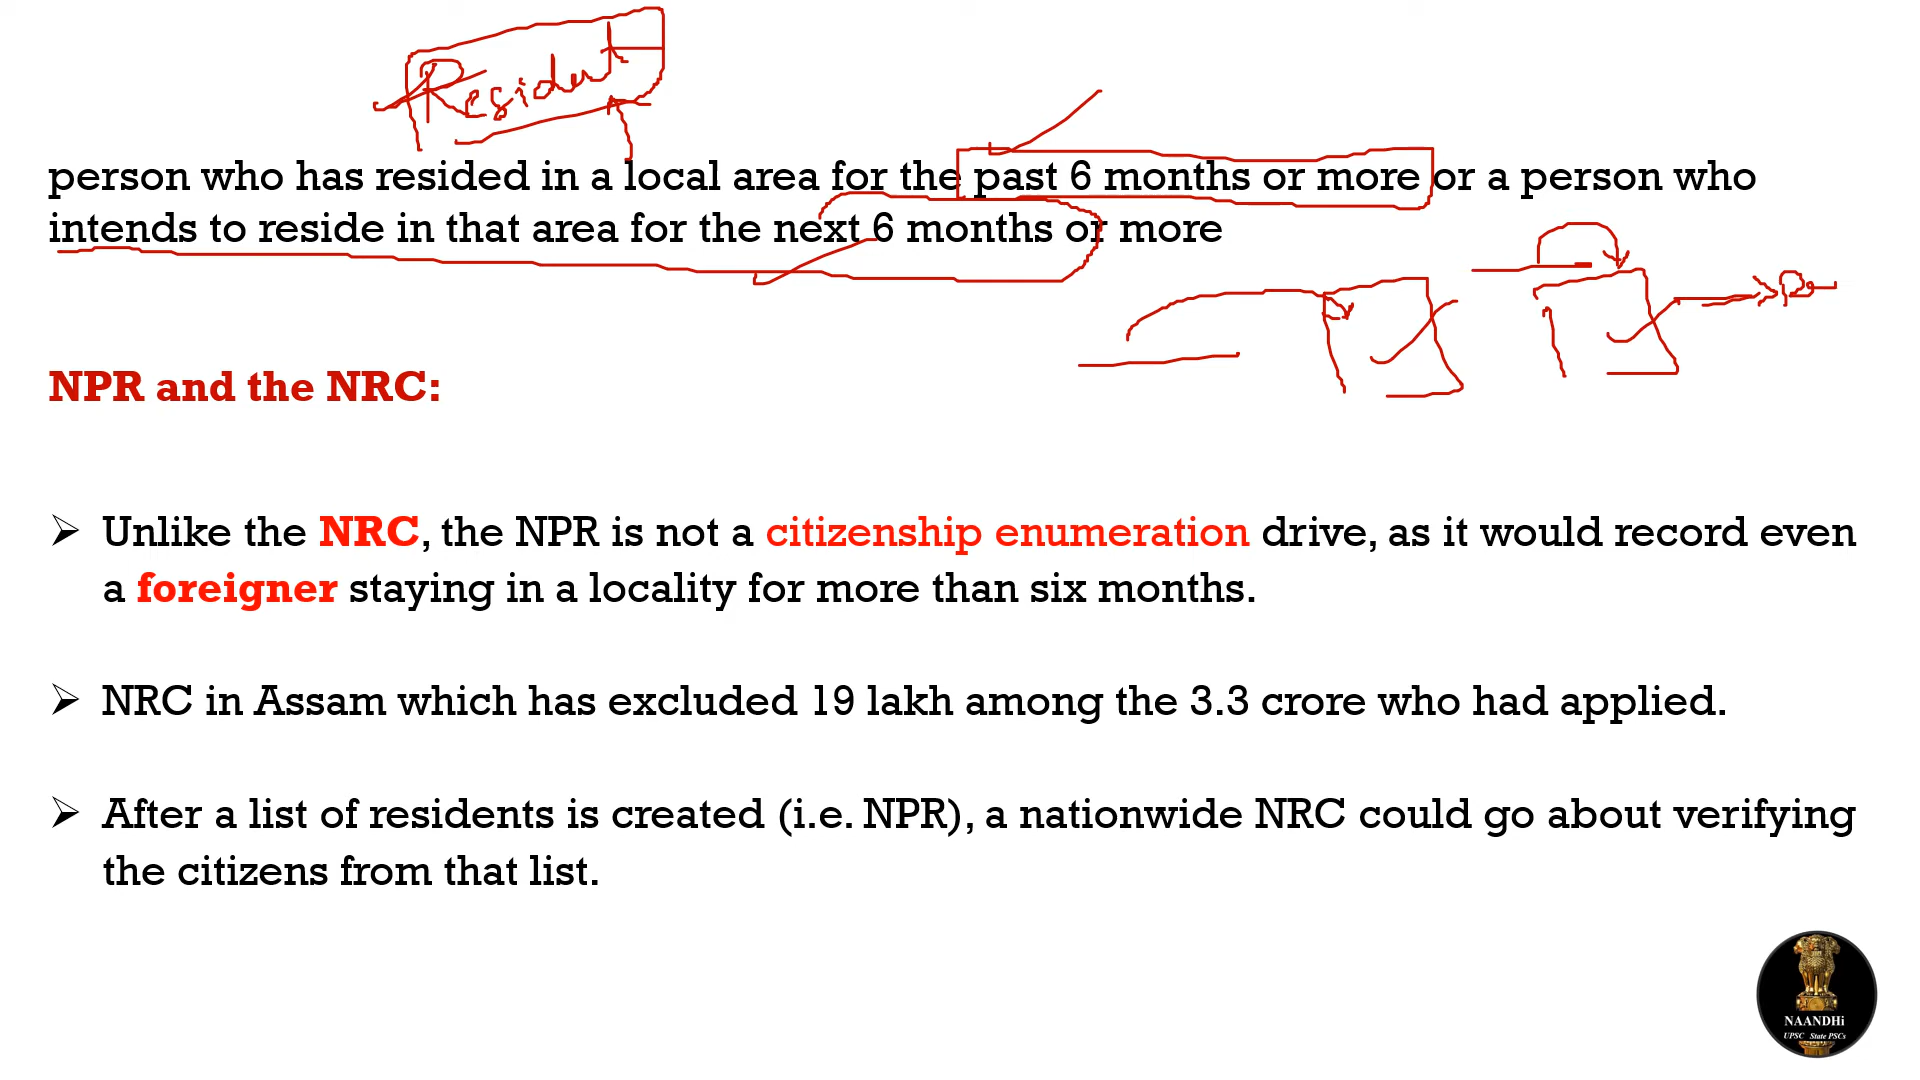 Resident
person who has resided in a local area for the past 6 months or more or a person who
intends to reside in that area for the next 6 months or more
NPR and the NRC:
➢ Unlike the NRC, the NPR is not a citizenship enumeration drive, as it would record even
a foreigner staying in a locality for more than six months.
➢ NRC in Assam which has excluded 19 lakh among the 3.3 crore who had applied.
➢ After a list of residents is created (i.e. NPR), a nationwide NRC could go about verifying
the citizens from that list.
NAANDHi
UPSC State PSCs